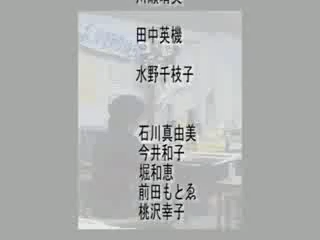 田中英機
水野千枝子
石川真由美
今井和子
堀和恵
前田もとゑ
桃沢幸子